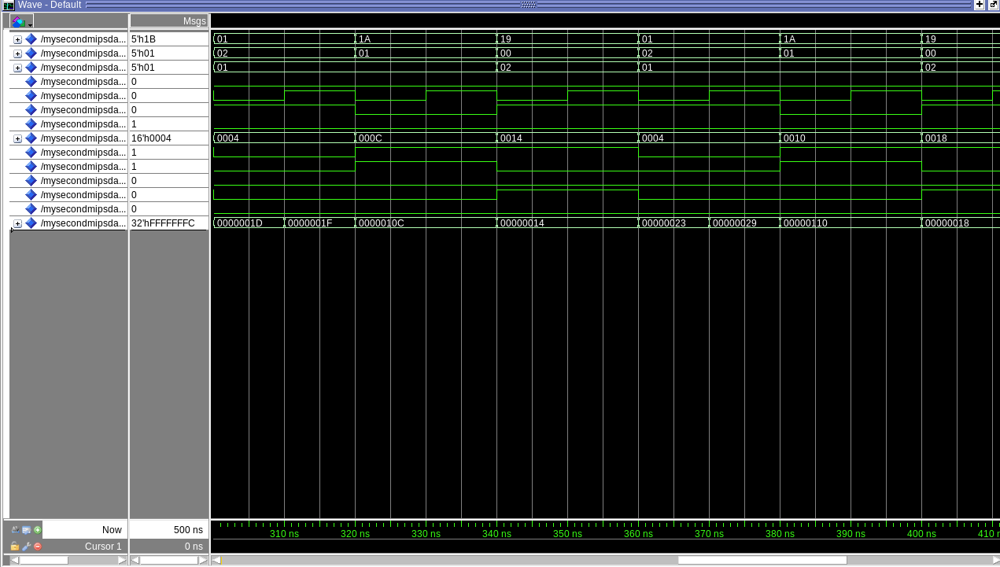 Wave - Default
Msgs
/mysecondmipsda... 5'h1B 01 1A 19 01 1A 19
/mysecondmipsda... 5'h01 02 01 00 02 01 00
/mysecondmipsda... 5'h01 01 02 01 02
/mysecondmipsda... 0
/mysecondmipsda... 0
/mysecondmipsda... 0
/mysecondmipsda... 1
/mysecondmipsda... 16'h0004 0004 000C 0014 0004 0010 0018
/mysecondmipsda... 1
/mysecondmipsda... 1
/mysecondmipsda... 0
/mysecondmipsda... 0
/mysecondmipsda... 0
/mysecondmipsda... 32'hFFFFFFFC 0000001D 0000001F 0000010C 00000014 00000023 00000029 00000110 00000018
Now 500 ns
310 ns 320 ns 330 ns 340 ns 350 ns 360 ns 370 ns 380 ns 390 ns 400 ns 410 n
Cursor 1 0 ns